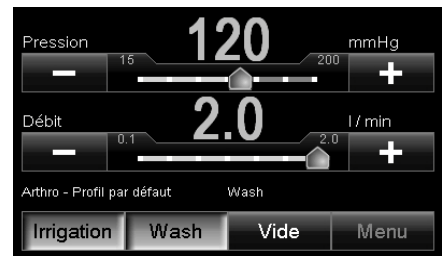 Pression 120 mmHg
15 200
− +
Débit 2.0 l / min
0.1 2.0
− +
Arthro - Profil par défaut Wash
Irrigation Wash Vide Menu